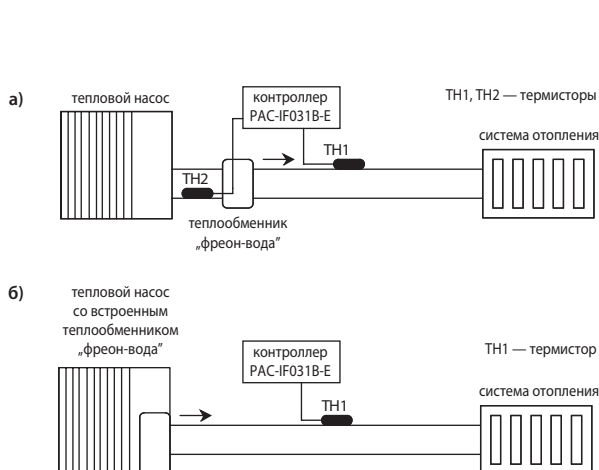 а)
тепловой насос
контроллер
PAC-IF031B-E
TH1, TH2 — термисторы
система отопления
TH1
TH2
теплообменник
„фреон-вода”
б)
тепловой насос
со встроенным
теплообменником
„фреон-вода”
контроллер
PAC-IF031B-E
TH1 — термистор
система отопления
TH1